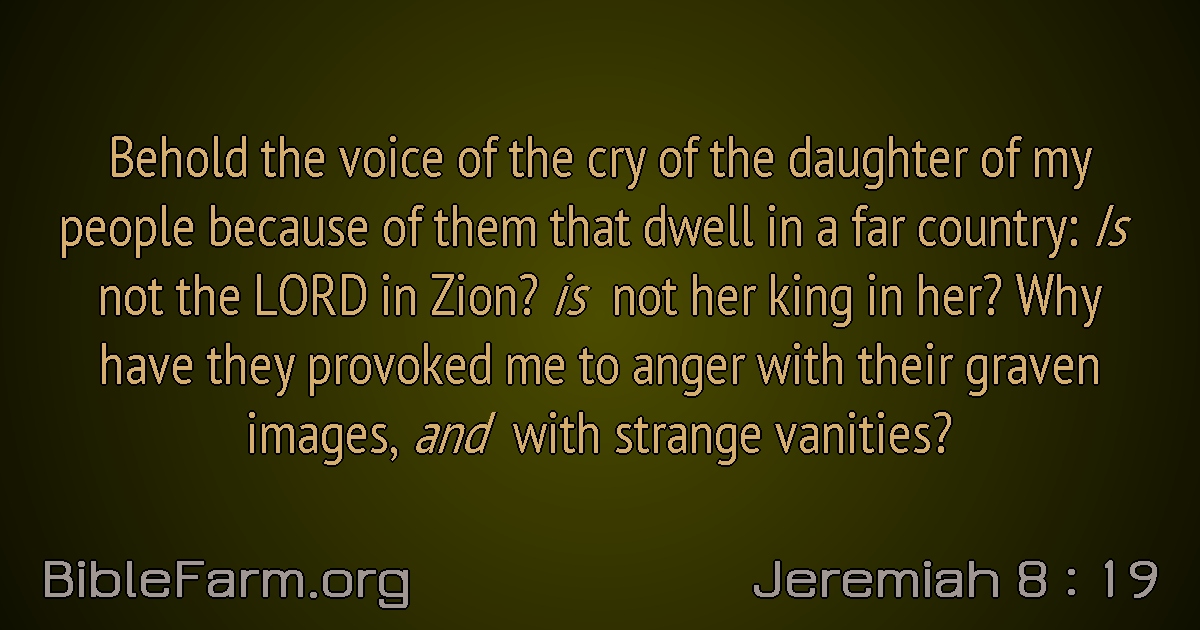 Behold the voice of the cry of the daughter of my
people because of them that dwell in a far country: Is
not the LORD in Zion? is not her king in her? Why
have they provoked me to anger with their graven
images, and with strange vanities?
BibleFarm.org
Jeremiah 8 : 19